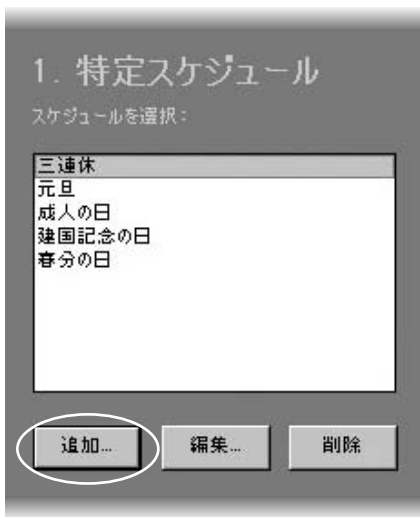 1. 特定スケジュール
スケジュールを選択：
三連休
元旦
成人の日
建国記念の日
春分の日
追加... 編集... 削除